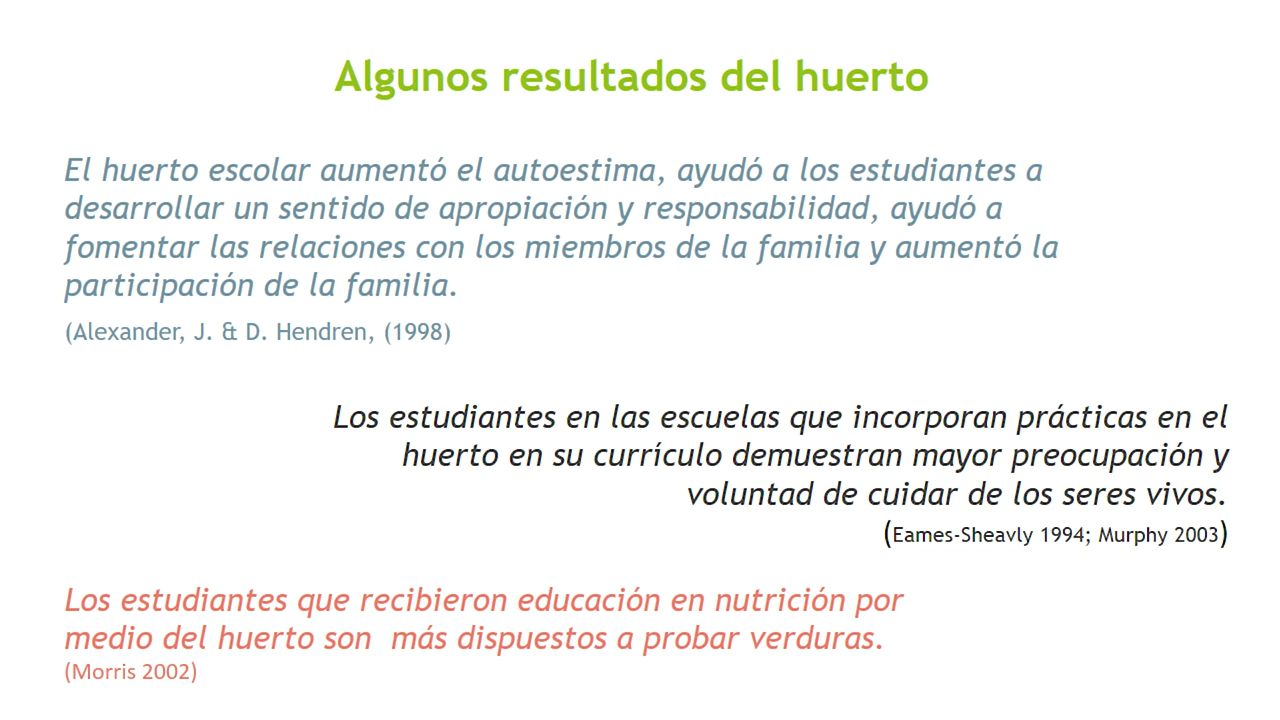 Algunos resultados del huerto
El huerto escolar aumentó el autoestima, ayudó a los estudiantes a
desarrollar un sentido de apropiación y responsabilidad, ayudó a
fomentar las relaciones con los miembros de la familia y aumentó la
participación de la familia.
(Alexander, J. & D. Hendren, (1998)
Los estudiantes en las escuelas que incorporan prácticas en el
huerto en su currículo demuestran mayor preocupación y
voluntad de cuidar de los seres vivos.
(Eames-Sheavly 1994; Murphy 2003)
Los estudiantes que recibieron educación en nutrición por
medio del huerto son  más dispuestos a probar verduras.
(Morris 2002)